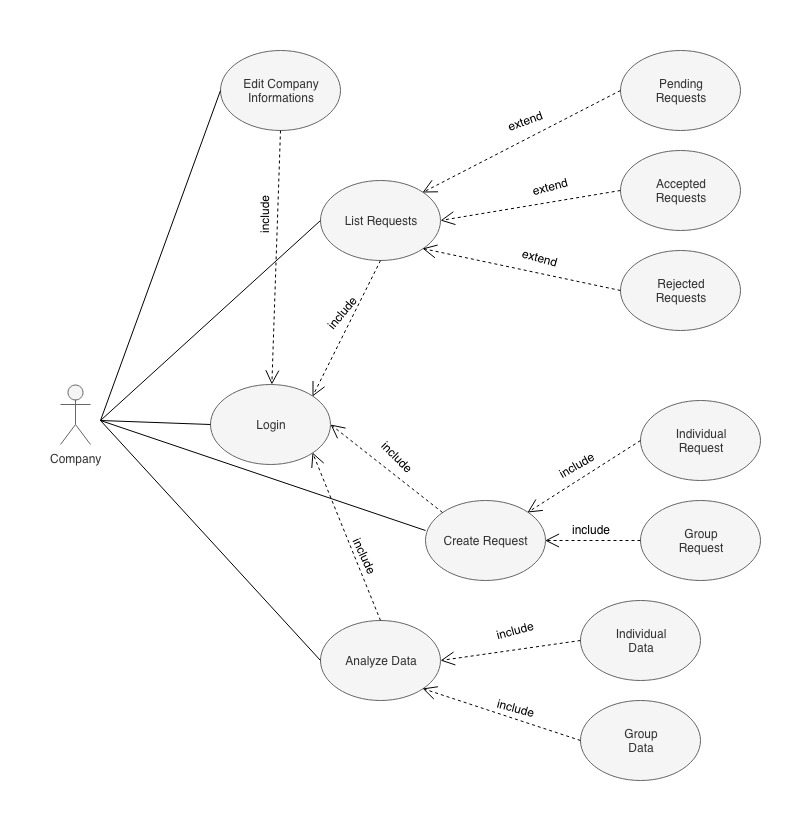 Edit Company
Informations
Pending
Requests
extend
Accepted
Requests
extend
include
List Requests
extend
Rejected
Requests
include
Login
Company
Individual
Request
include
include
Create Request
include
Group
Request
include
Individual
Data
include
Analyze Data
include
Group
Data